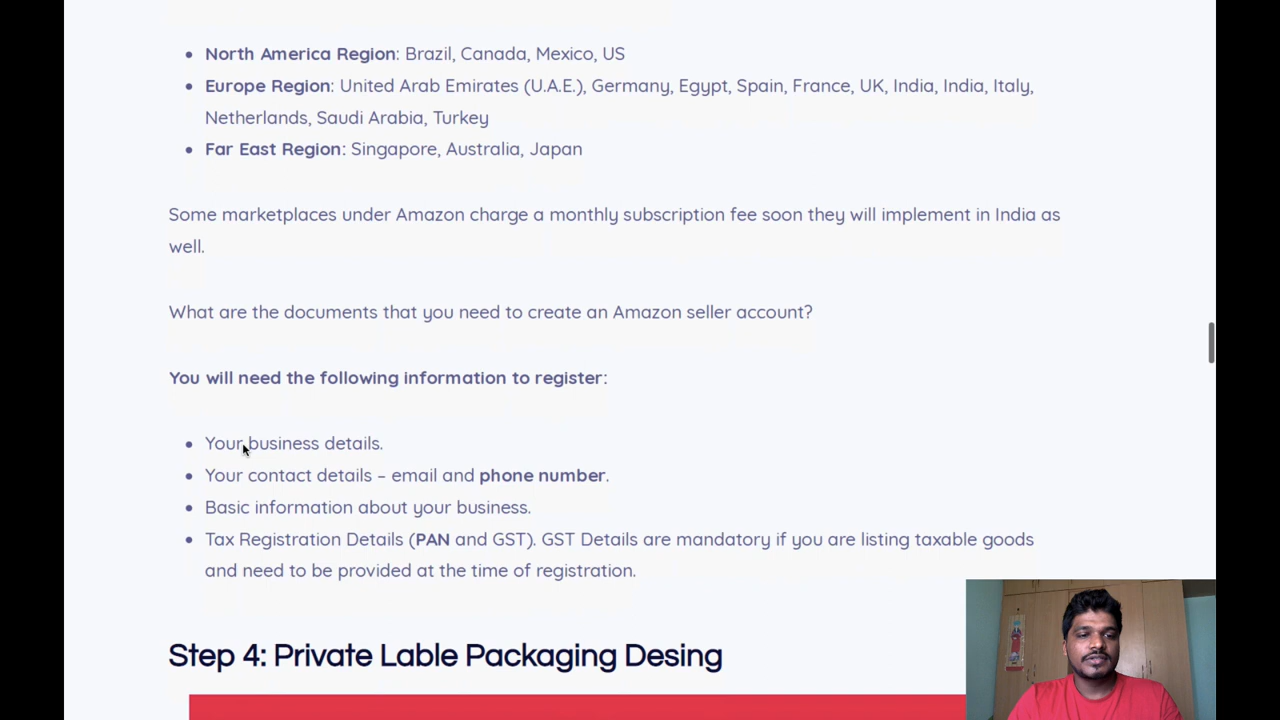 North America Region: Brazil, Canada, Mexico, US
Europe Region: United Arab Emirates (U.A.E.), Germany, Egypt, Spain, France, UK, India, India, Italy,
Netherlands, Saudi Arabia, Turkey
Far East Region: Singapore, Australia, Japan
Some marketplaces under Amazon charge a monthly subscription fee soon they will implement in India as
well.
What are the documents that you need to create an Amazon seller account?
You will need the following information to register:
Your business details.
Your contact details – email and phone number.
Basic information about your business.
Tax Registration Details (PAN and GST). GST Details are mandatory if you are listing taxable goods
and need to be provided at the time of registration.
Step 4: Private Lable Packaging Desing